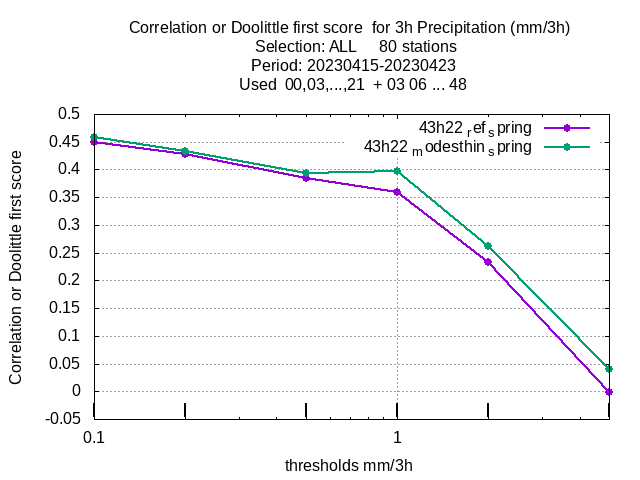 Correlation or Doolittle first score  for 3h Precipitation (mm/3h)
Selection: ALL     80 stations
Period: 20230415-20230423
Used  00,03,...,21  + 03 06 ... 48
43h22 ref spring
43h22 modesthin spring
Correlation or Doolittle first score
0.5
0.45
0.4
0.35
0.3
0.25
0.2
0.15
0.1
0.05
0
-0.05
0.1
1
thresholds mm/3h